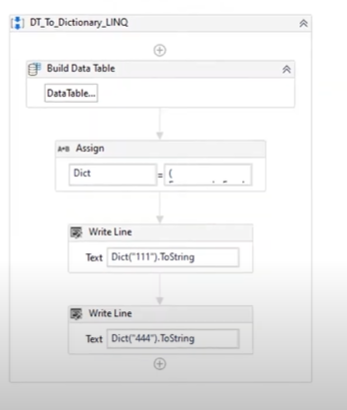 DT_To_Dictionary_LINQ
Build Data Table
DataTable...
A+B Assign
Dict = (
Write Line
Text Dict("111").ToString
Write Line
Text Dict("444").ToString